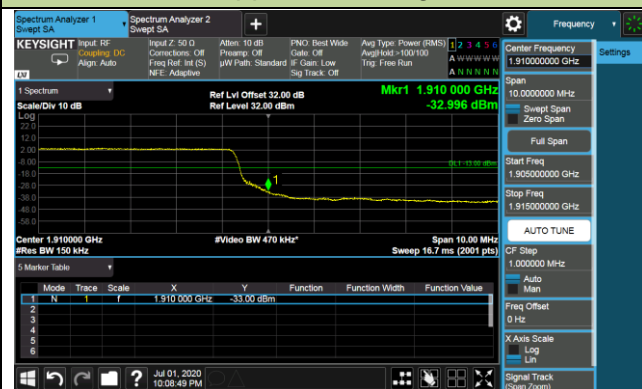 Spectrum Analyzer 1
Swept SA
Spectrum Analyzer 2
Swept SA
+
Frequency
KEYSIGHT
Input: RF
Coupling: DC
Align: Auto
Input Z: 50 Ω
Corrections: Off
Freq Ref: Int (S)
NFE: Adaptive
Atten: 10 dB
Preamp: Off
µW Path: Standard
PNO: Best Wide
Gate: Off
IF Gain: Low
Sig Track: Off
Avg Type: Power (RMS)
Avg|Hold:>100/100
Trig: Free Run
1 2 3 4 5 6
A W W W W W
A N N N N N
LXI
1 Spectrum
Scale/Div 10 dB
Ref Lvl Offset 32.00 dB
Ref Level 32.00 dBm
Mkr1 1.910 000 GHz
-32.996 dBm
Log
22.0
12.0
2.00
-8.00
-18.0
-28.0
-38.0
-48.0
-58.0
DL1 -13.00 dBm
1
Center 1.91000 GHz
#Res BW 150 kHz
#Video BW 470 kHz*
Span 10.00 MHz
Sweep 16.7 ms (2001 pts)
5 Marker Table
Mode Trace Scale X Y Function Function Width Function Value
1 N 1 f 1.910 000 GHz -33.00 dBm
2
3
4
5
6
Jul 01, 2020
10:08:49 PM
Center Frequency
1.910000000 GHz
Settings
Span
10.0000000 MHz
Swept Span
Zero Span
Full Span
Start Freq
1.905000000 GHz
Stop Freq
1.915000000 GHz
AUTO TUNE
CF Step
1.000000 MHz
Auto
Man
Freq Offset
0 Hz
X Axis Scale
Log
Lin
Signal Track
(Span Zoom)